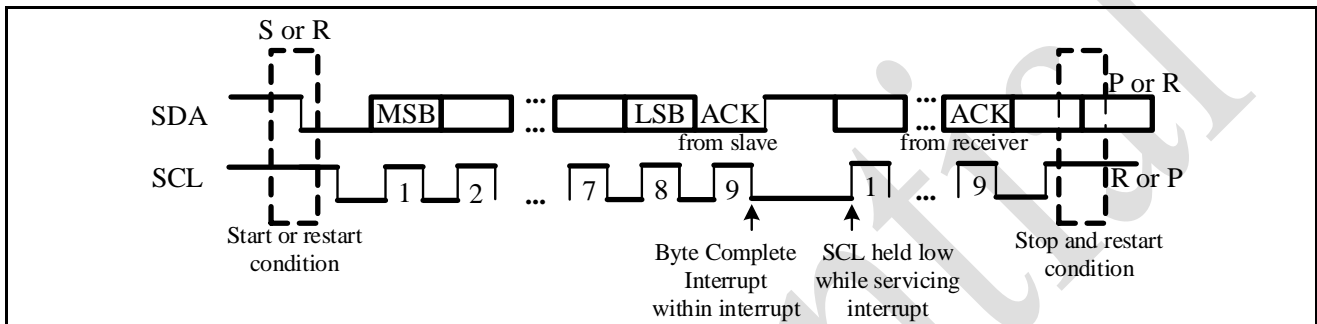 S or R
P or R
SDA
MSB
...
...
LSB
ACK
...
...
ACK
from slave
from receiver
SCL
1
2
...
7
8
9
1
...
9
R or P
Start or restart
condition
Byte Complete
Interrupt
within interrupt
SCL held low
while servicing
interrupt
Stop and restart
condition